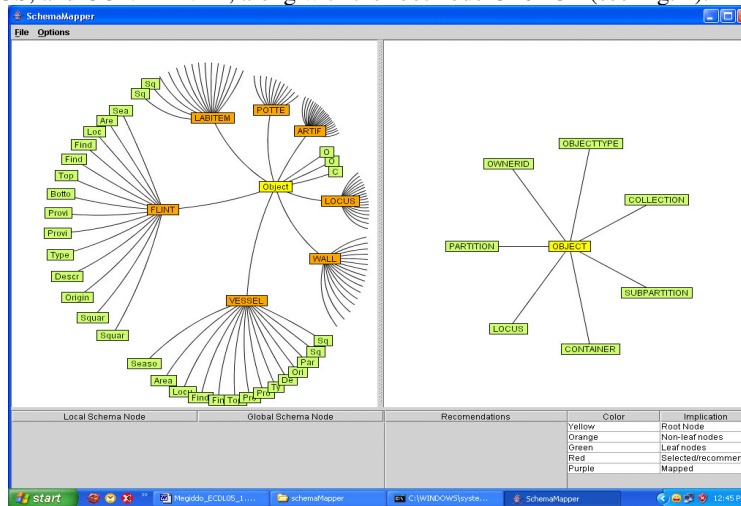 SchemaMapper
File Options
Sq
Sq
LABITEM
POTTE
ARTIF
Sea
Are
Loc
Find
Find
Top
Botto
Provi
Provi
Type
Descr
Origin
Squar
Squar
FLINT
Object
O
O
C
LOCUS
WALL
VESSEL
Seaso
Area
Locu
Find
Fin
Top
Pro
Pro
Ty
De
Ori
Par
Sq
Sq
OBJECTTYPE
OWNERID
COLLECTION
PARTITION
OBJECT
SUBPARTITION
LOCUS
CONTAINER
Local Schema Node Global Schema Node Recomendations Color Implication
Yellow Root Node
Orange Non-leaf nodes
Green Leaf nodes
Red Selected/recommen
Purple Mapped
start Megiddo_ECDL05_1.... schemaMapper C:\WINDOWS\syste... SchemaMapper 12:45 P